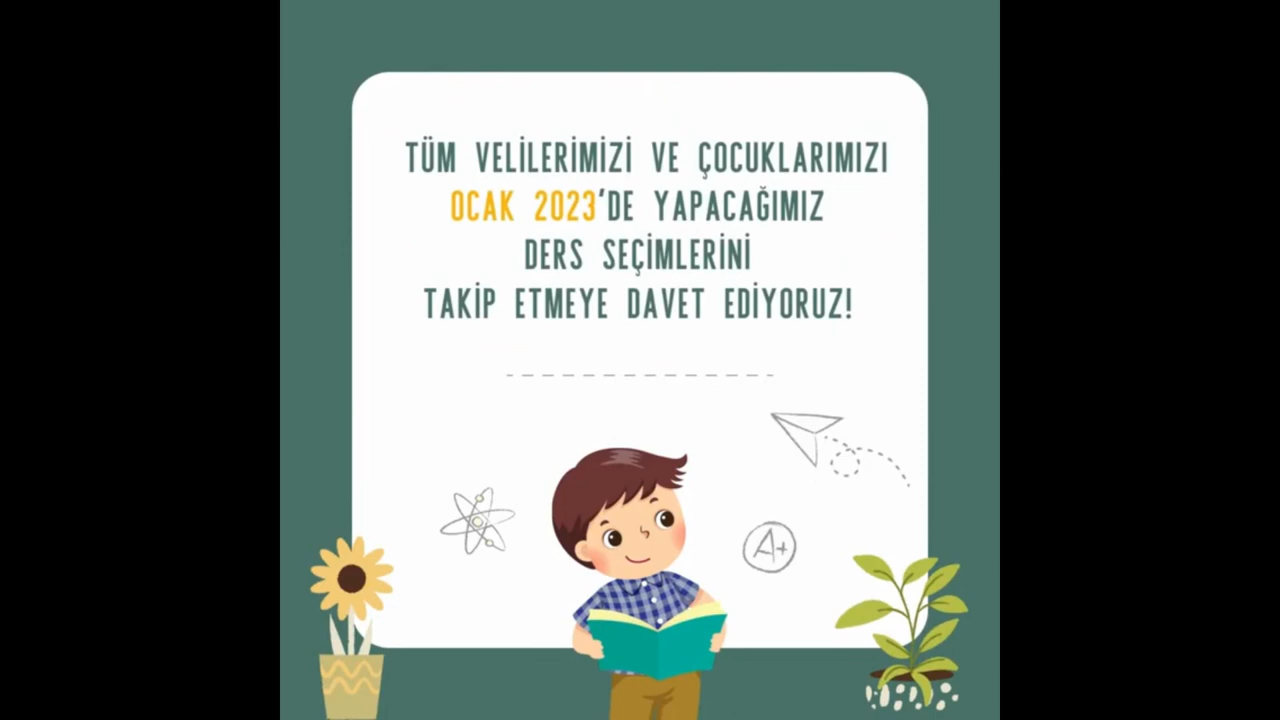 TÜM VELİLERİMİZİ VE ÇOCUKLARIMIZI
OCAK 2023'DE YAPACAĞIMIZ
DERS SEÇİMLERİNİ
TAKİP ETMEYE DAVET EDİYORUZ!
A+